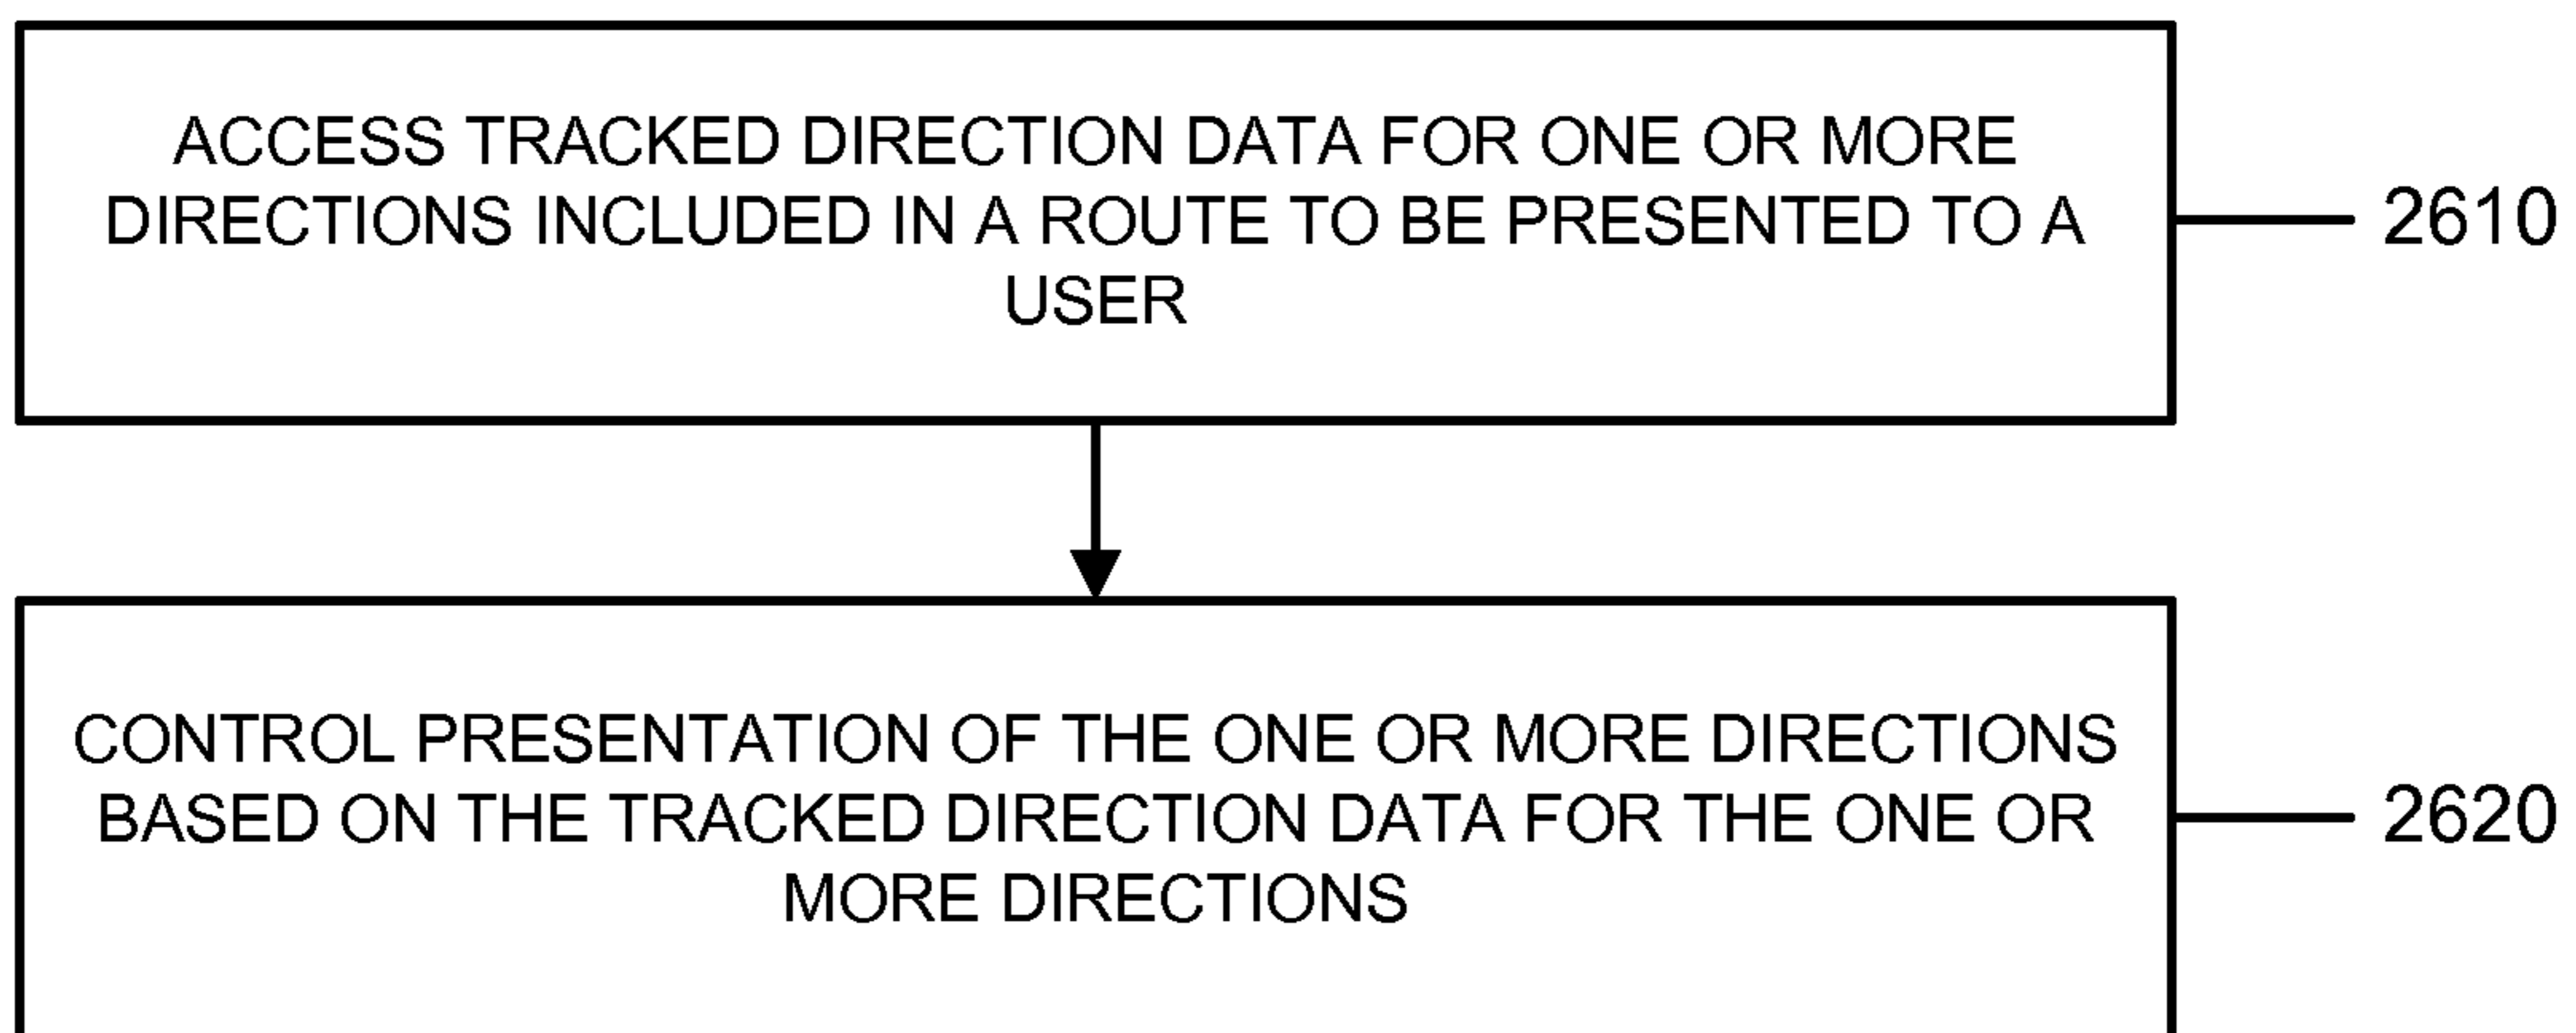 ACCESS TRACKED DIRECTION DATA FOR ONE OR MORE
DIRECTIONS INCLUDED IN A ROUTE TO BE PRESENTED TO A
USER
2610
CONTROL PRESENTATION OF THE ONE OR MORE DIRECTIONS
BASED ON THE TRACKED DIRECTION DATA FOR THE ONE OR
MORE DIRECTIONS
2620